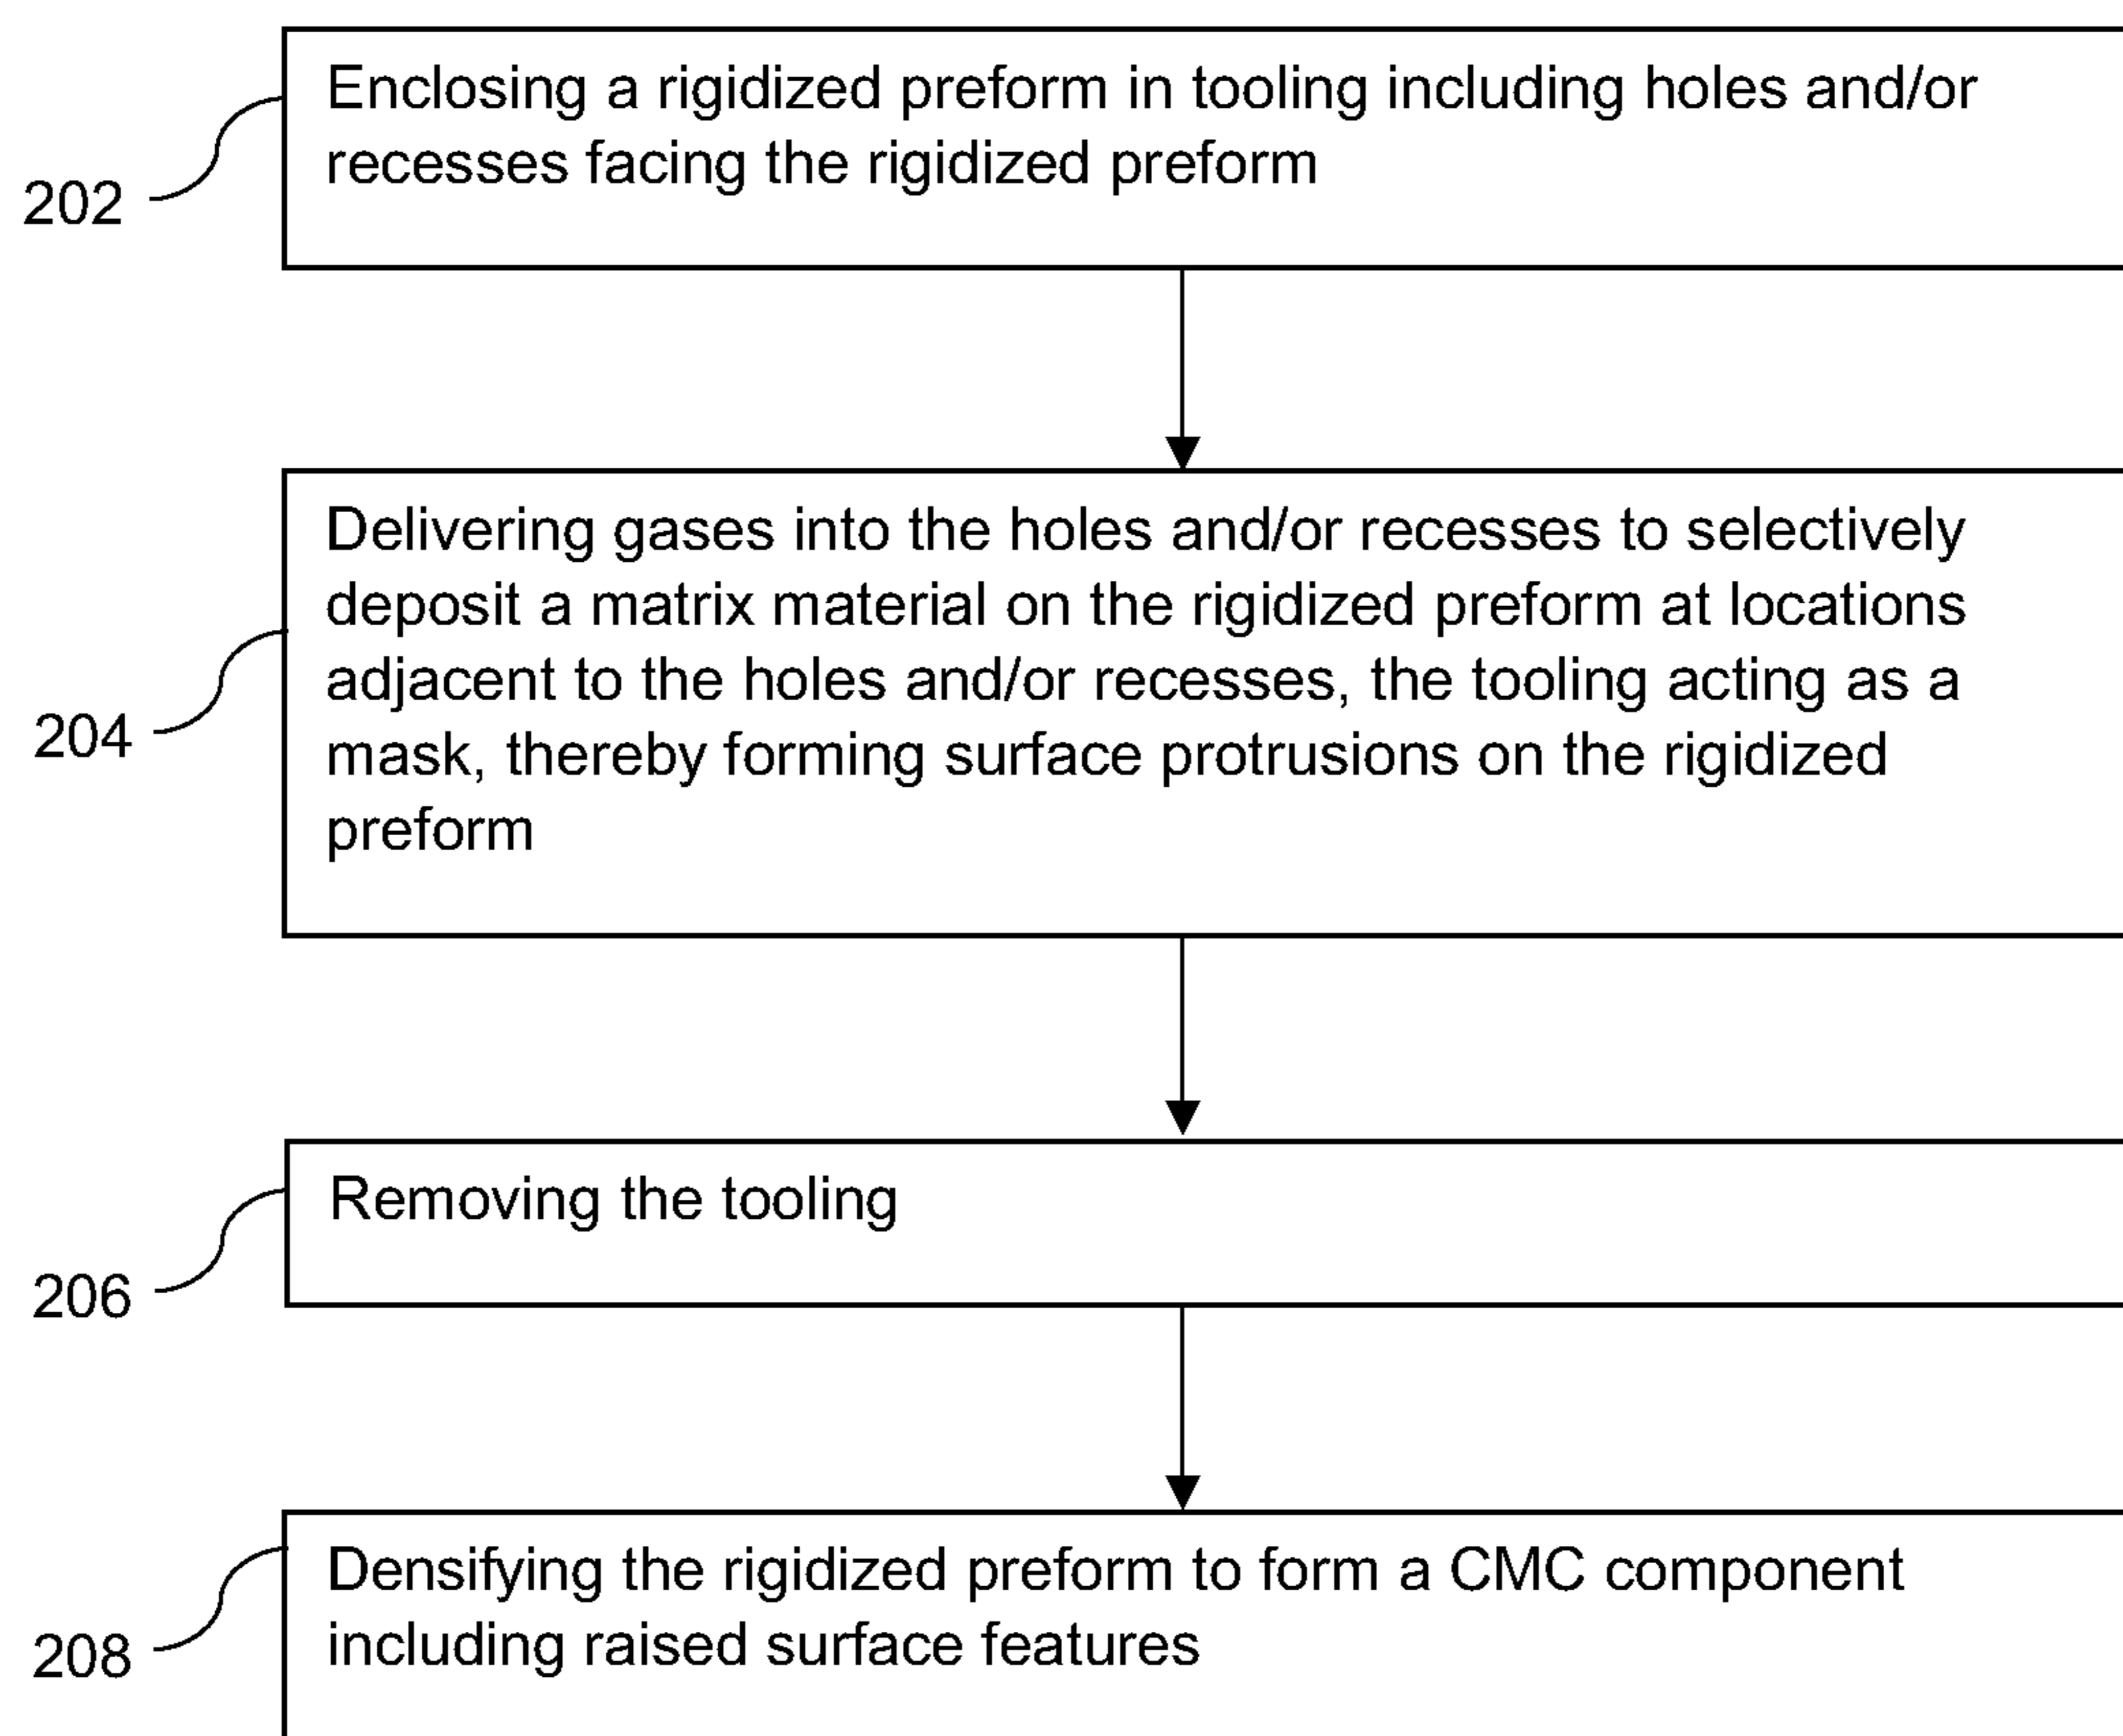 Enclosing a rigidized preform in tooling including holes and/or
recesses facing the rigidized preform
202
Delivering gases into the holes and/or recesses to selectively
deposit a matrix material on the rigidized preform at locations
adjacent to the holes and/or recesses, the tooling acting as a
mask, thereby forming surface protrusions on the rigidized
preform
204
Removing the tooling
206
Densifying the rigidized preform to form a CMC component
including raised surface features
208